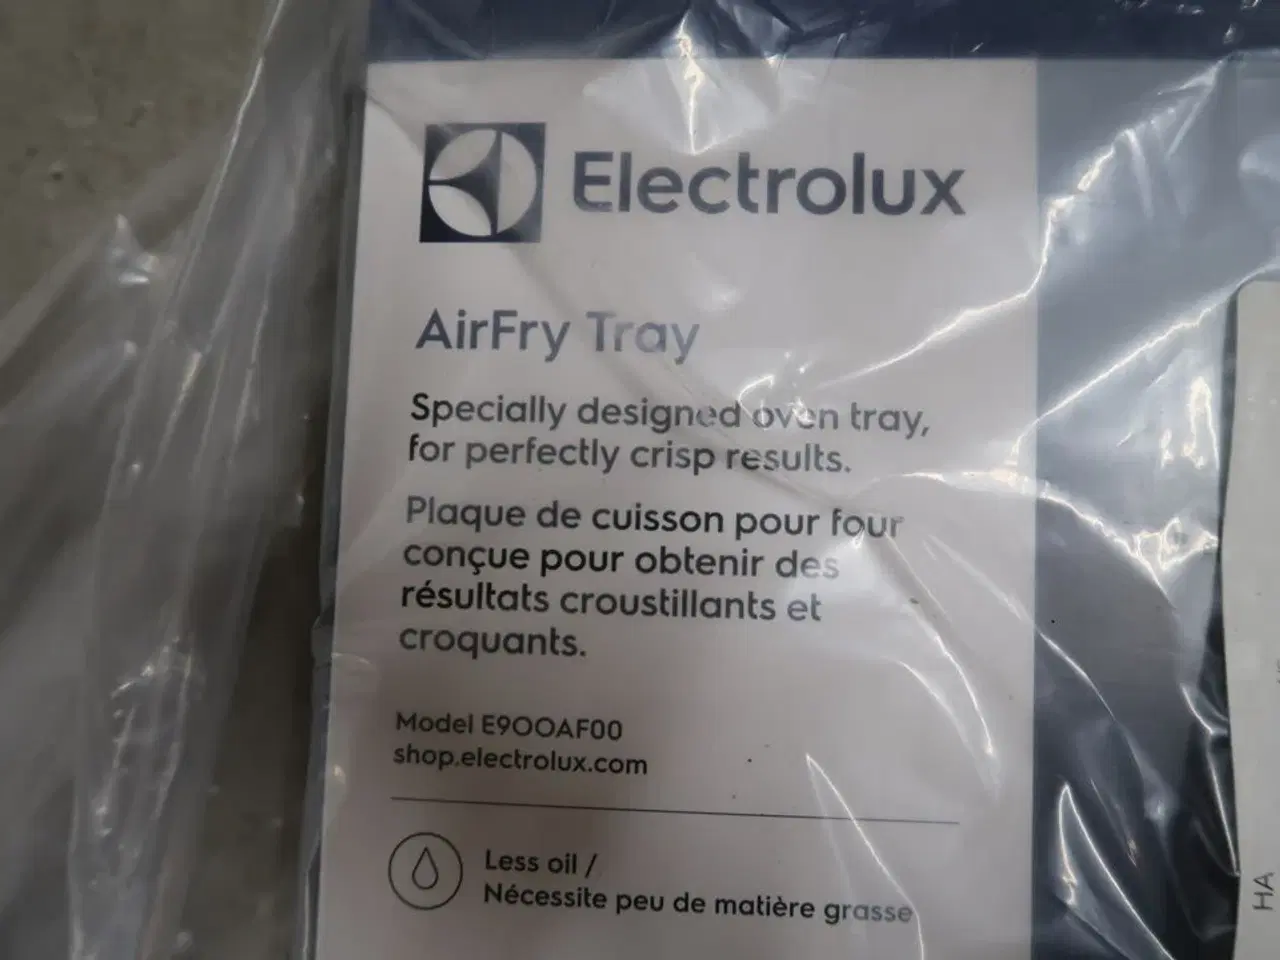 Electrolux
AirFry Tray
Specially designed oven tray,
for perfectly crisp results.
Plaque de cuisson pour four
conçue pour obtenir des
résultats croustillants et
croquants.
Model E9OOAF00
shop.electrolux.com
Less oil /
Nécessite peu de matière grasse
HA